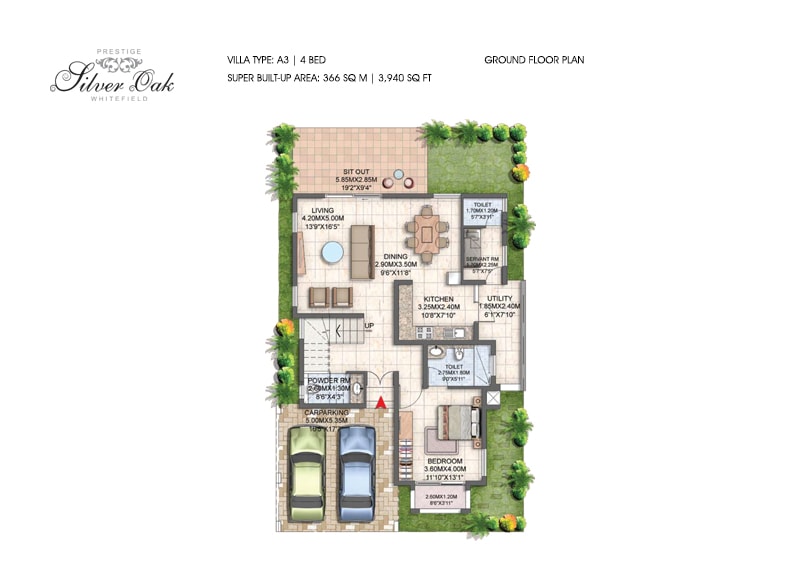 PRESTIGE
Silver Oak
WHITEFIELD
VILLA TYPE: A3 | 4 BED
SUPER BUILT-UP AREA: 366 SQ M | 3,940 SQ FT
GROUND FLOOR PLAN
SIT OUT
5.85MX2.85M
19'2"X9'4"
LIVING
4.20MX5.00M
13'9"X16'5"
TOILET
1.70MX1.20M
5'7"X3'11"
DINING
2.90MX3.50M
9'6"X11'8"
SERVANT RM
1.70MX2.25M
5'7"X7'5"
KITCHEN
3.25MX2.40M
10'8"X7'10"
UTILITY
1.85MX2.40M
6'1"X7'10"
UP
TOILET
2.75MX1.80M
9'0"X5'11"
POWDER RM
2.60MX1.30M
8'6"X4'3"
CARPARKING
5.00MX5.35M
BEDROOM
3.60MX4.00M
11'10"X13'1"
2.60MX1.20M
8'6"X3'11"